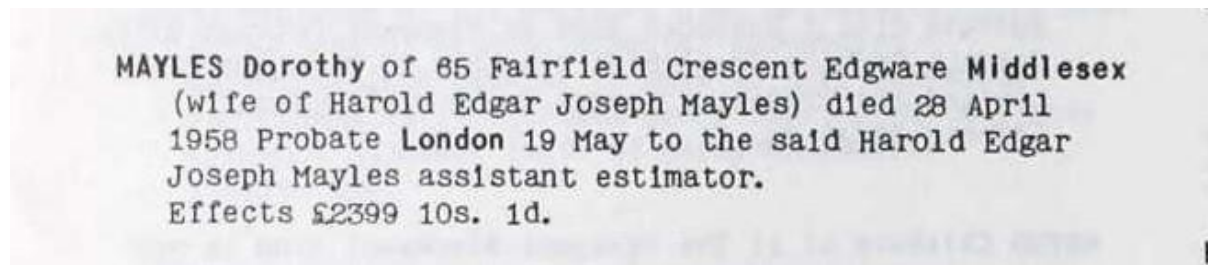 MAYLES Dorothy of 65 Fairfield Crescent Edgware Middlesex
(wife of Harold Edgar Joseph Mayles) died 28 April
1958 Probate London 19 May to the said Harold Edgar
Joseph Mayles assistant estimator.
Effects £2399 10s. 1d.